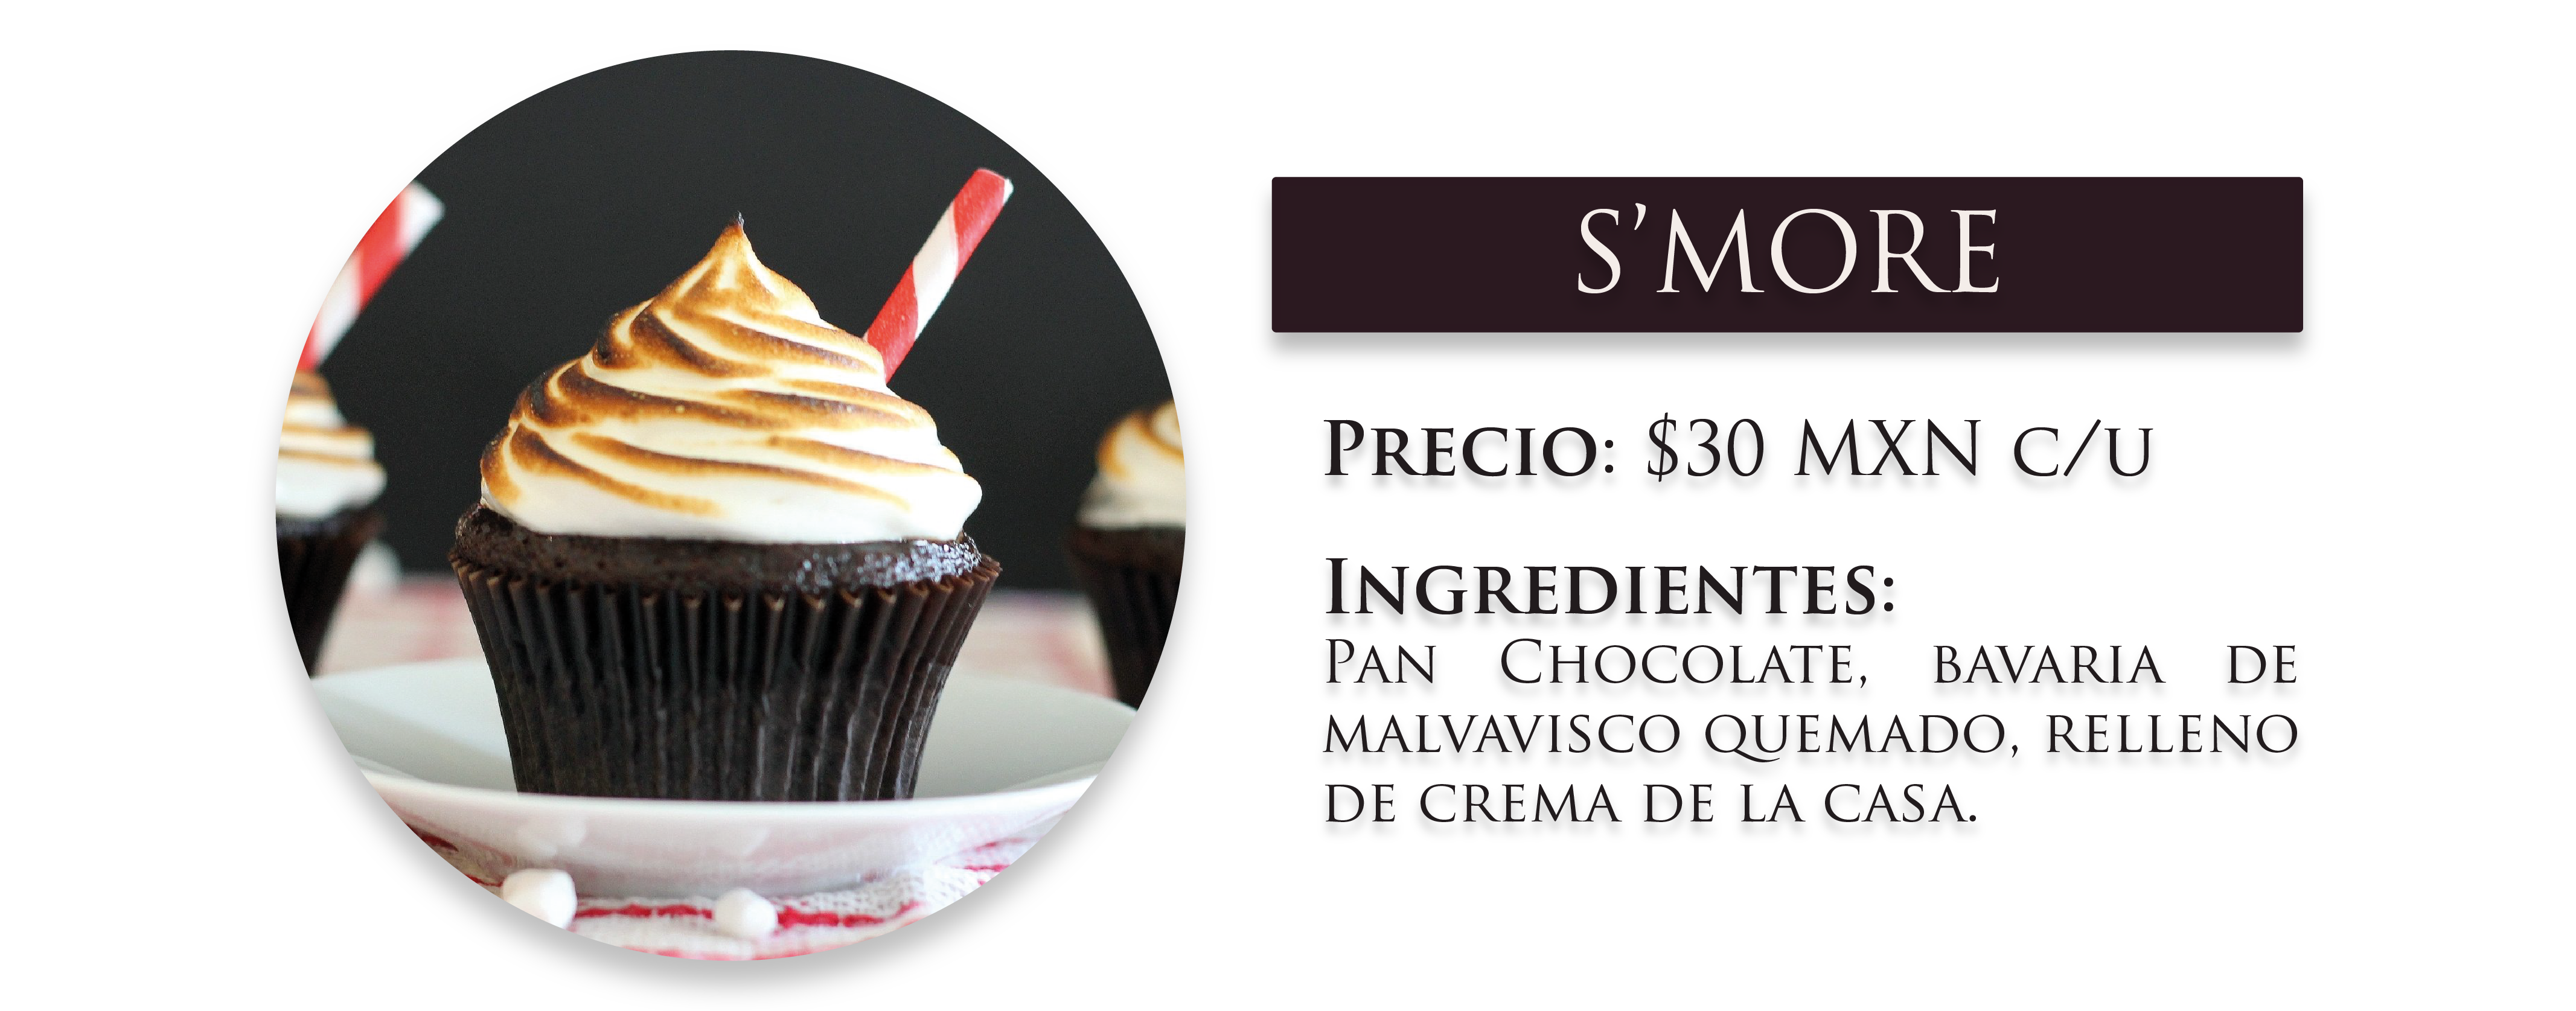 S'MORE
PRECIO: $30 MXN C/U
INGREDIENTES:
PAN CHOCOLATE, BAVARIA DE
MALVAVISCO QUEMADO, RELLENO
DE CREMA DE LA CASA.